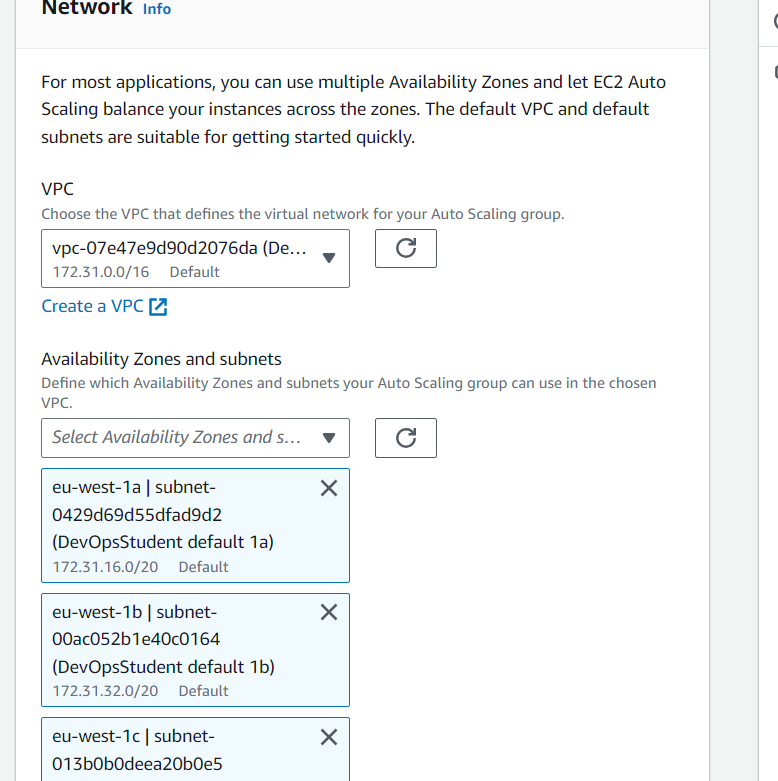 Network Info
For most applications, you can use multiple Availability Zones and let EC2 Auto
Scaling balance your instances across the zones. The default VPC and default
subnets are suitable for getting started quickly.
VPC
Choose the VPC that defines the virtual network for your Auto Scaling group.
vpc-07e47e9d90d2076da (De...
172.31.0.0/16 Default
Create a VPC
Availability Zones and subnets
Define which Availability Zones and subnets your Auto Scaling group can use in the chosen
VPC.
Select Availability Zones and s...
eu-west-1a | subnet-
0429d69d55dfad9d2
(DevOpsStudent default 1a)
172.31.16.0/20 Default
eu-west-1b | subnet-
00ac052b1e40c0164
(DevOpsStudent default 1b)
172.31.32.0/20 Default
eu-west-1c | subnet-
013b0b0deea20b0e5